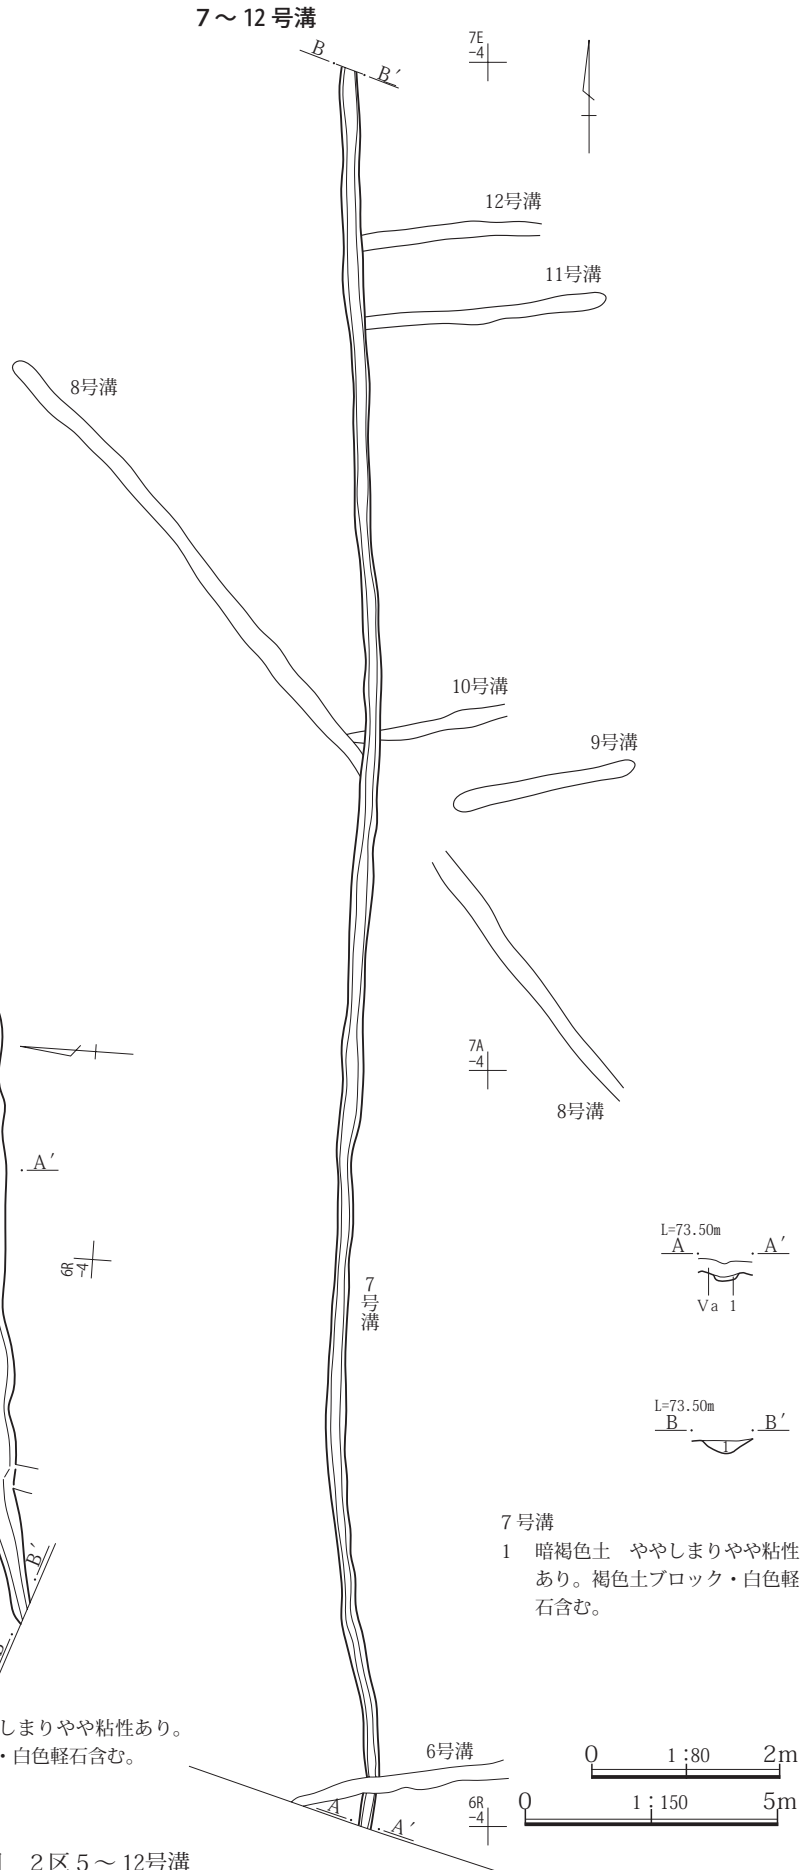 ７～12 号溝
B
B′
7E
-4
12号溝
11号溝
8号溝
10号溝
9号溝
7A
-4
8号溝
A′
6R
-4
7号溝
L=73.50m
A
A′
Ⅴa 1
L=73.50m
B
B′
1
B′
７号溝
1　暗褐色土　ややしまりやや粘性
あり。褐色土ブロック・白色軽
石含む。
しまりやや粘性あり。
・白色軽石含む。
6号溝
A
A′
6R
-4
0 1：80 2m
0 1：150 5m
２区５～12号溝